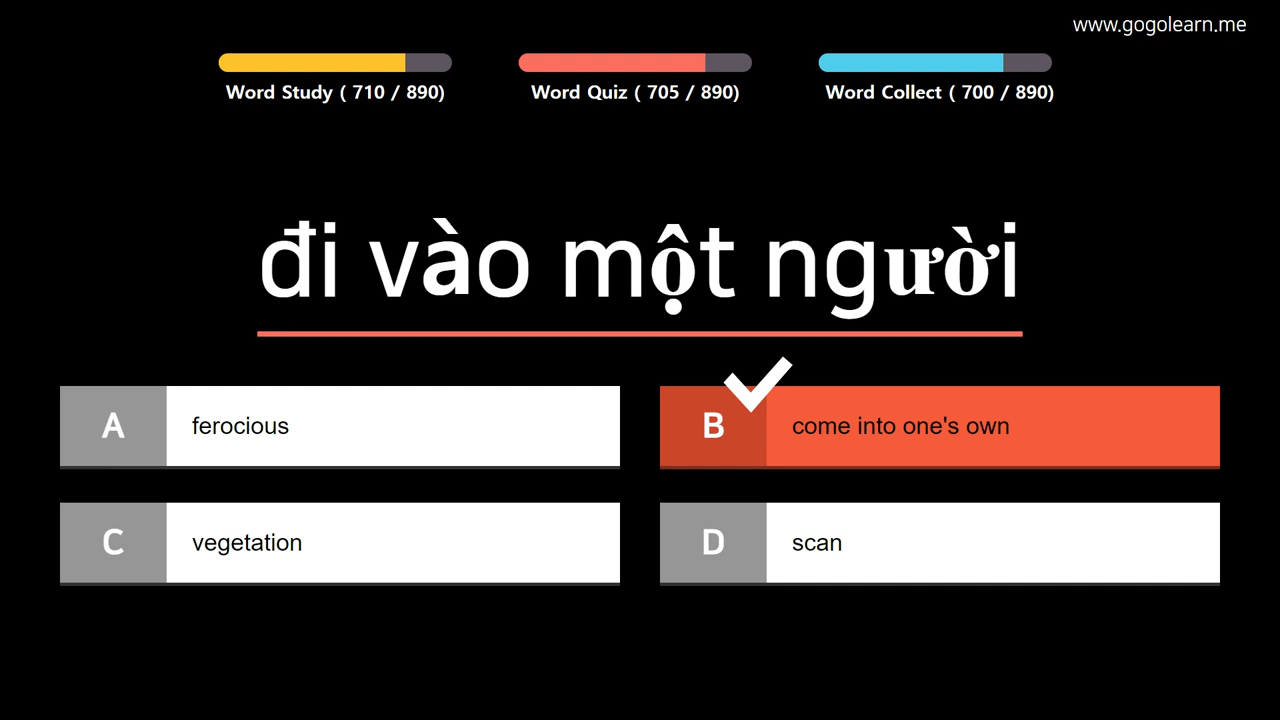 www.gogolearn.me
Word Study ( 710 / 890)
Word Quiz ( 705 / 890)
Word Collect ( 700 / 890)
đi vào một người
A ferocious
B come into one's own
C vegetation
D scan